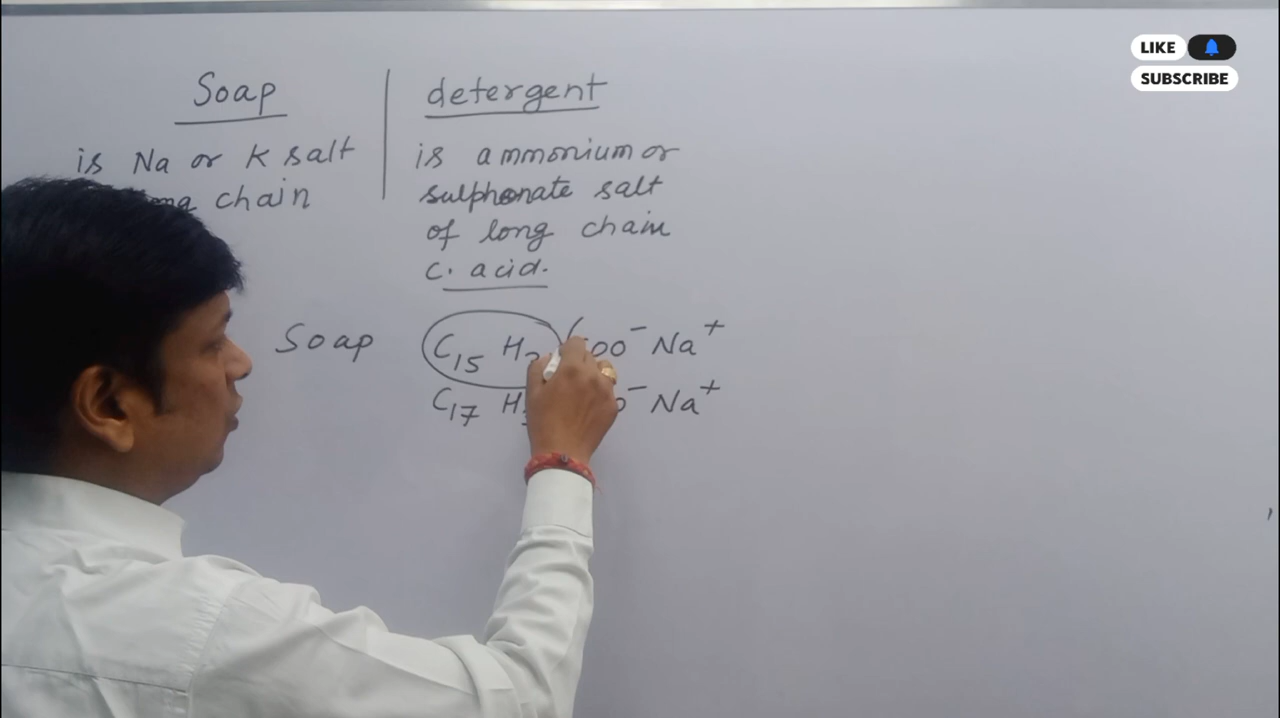 Soap
is Na or K salt
chain
detergent
is ammonium or
sulphonate salt
of long chain
c. acid.
Soap C15 H COO- Na+
C17 H - Na+
LIKE
SUBSCRIBE